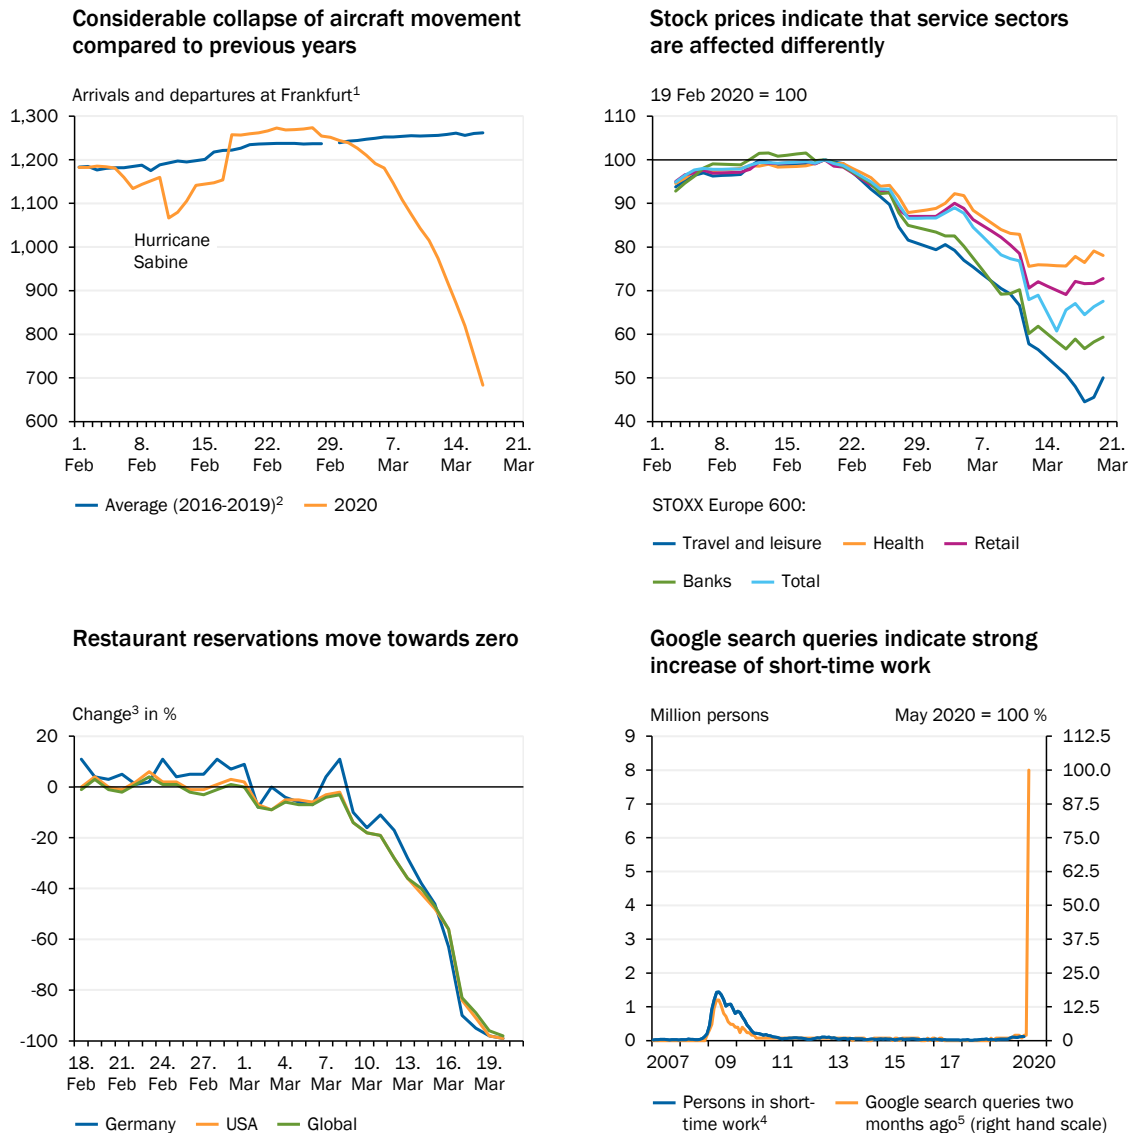 Considerable collapse of aircraft movement
compared to previous years
Arrivals and departures at Frankfurt¹
1,300
1,200
1,100
1,000
900
800
700
600
Hurricane
Sabine
1. 8. 15. 22. 29. 7. 14. 21.
Feb Feb Feb Feb Feb Mar Mar Mar
Average (2016-2019)² 2020
Stock prices indicate that service sectors
are affected differently
19 Feb 2020 = 100
110
100
90
80
70
60
50
40
1. 8. 15. 22. 29. 7. 14. 21.
Feb Feb Feb Feb Feb Mar Mar Mar
STOXX Europe 600:
Travel and leisure Health Retail
Banks Total
Restaurant reservations move towards zero
Change³ in %
20
0
-20
-40
-60
-80
-100
18. 21. 24. 27. 1. 4. 7. 10. 13. 16. 19.
Feb Feb Feb Feb Mar Mar Mar Mar Mar Mar Mar
Germany USA Global
Google search queries indicate strong
increase of short-time work
Million persons May 2020 = 100 %
9 112.5
8 100.0
7 87.5
6 75.0
5 62.5
4 50.0
3 37.5
2 25.0
1 12.5
0 0
2007 09 11 13 15 17 2020
Persons in short-
time work⁴
Google search queries two
months ago⁵ (right hand scale)